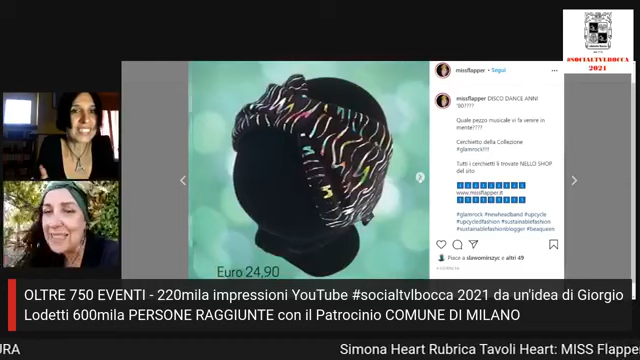 #SOCIALTVLBOCCA
2021
missflapper • Segui
missflapper DISCO DANCE ANNI
'90????
Quale pezzo musicale vi fa venire in
mente????
Cerchietto della Collezione
#glamrock!!!!
Tutti i cerchietti li trovate NELLO SHOP
del sito
www.missflapper.it
#glamrock #newheadband #upcycle
#upcycledfashion #sustainablefashion
#sustainablefashionblogger #beaqueen
Piace a slawomirszyc e altri 49
Euro 24,90
OLTRE 750 EVENTI - 220mila impressioni YouTube #socialtvlbocca 2021 da un'idea di Giorgio
Lodetti 600mila PERSONE RAGGIUNTE con il Patrocinio COMUNE DI MILANO
URA
Simona Heart Rubrica Tavoli Heart: MISS Flappe